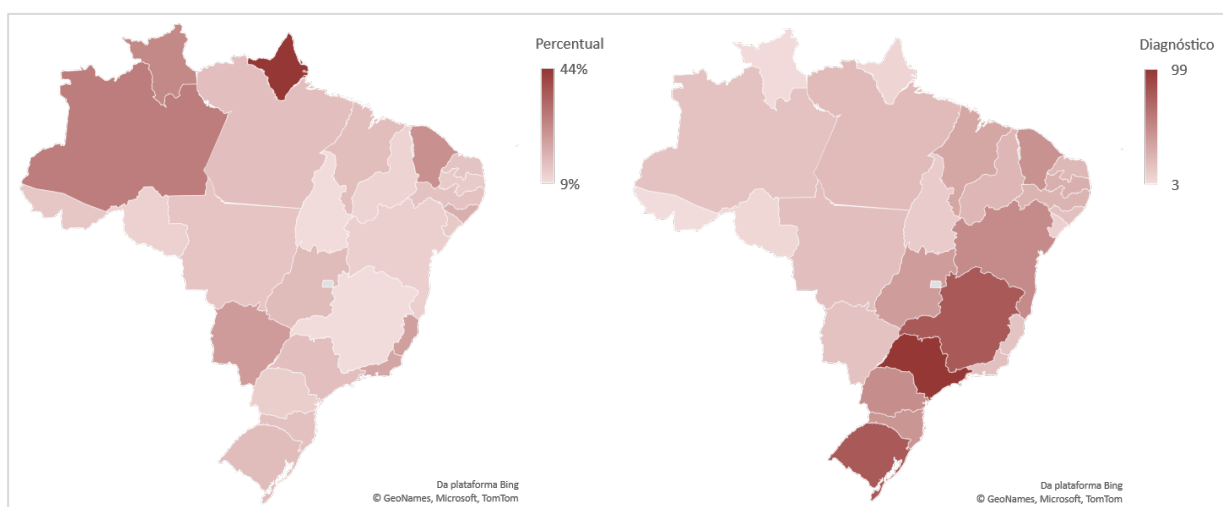 Percentual
44%
9%
Da plataforma Bing
© GeoNames, Microsoft, TomTom
Diagnóstico
99
3
Da plataforma Bing
© GeoNames, Microsoft, TomTom